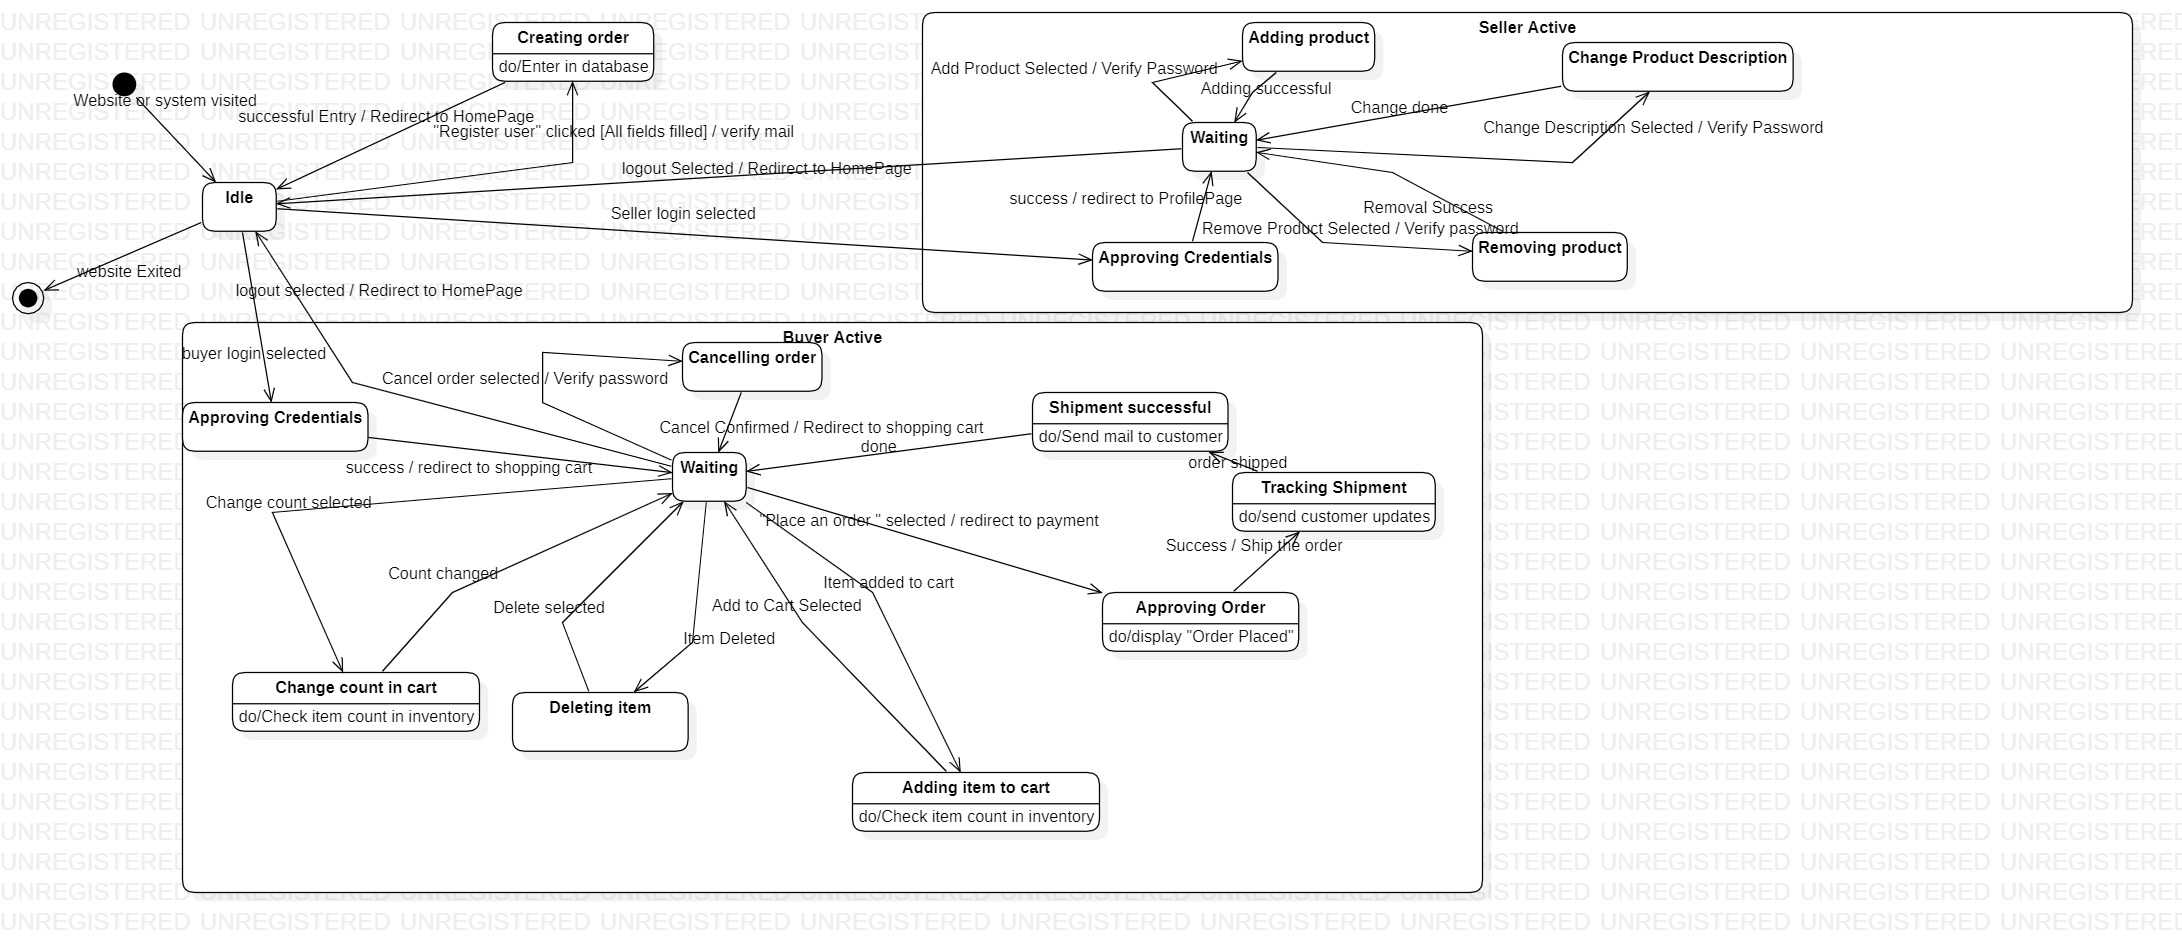 Creating order
do/Enter in database
Website or system visited
successful Entry / Redirect to HomePage
"Register user" clicked [All fields filled] / verify mail
Idle
logout Selected / Redirect to HomePage
Seller login selected
website Exited
logout selected / Redirect to HomePage
buyer login selected
Seller Active
Adding product
Change Product Description
Add Product Selected / Verify Password
Adding successful
Change done
Change Description Selected / Verify Password
Waiting
success / redirect to ProfilePage
Removal Success
Remove Product Selected / Verify password
Approving Credentials
Removing product
Buyer Active
Cancelling order
Cancel order selected / Verify password
Approving Credentials
Shipment successful
do/Send mail to customer
Cancel Confirmed / Redirect to shopping cart
done
Waiting
success / redirect to shopping cart
order shipped
Tracking Shipment
do/send customer updates
Change count selected
"Place an order " selected / redirect to payment
Success / Ship the order
Count changed
Item added to cart
Delete selected
Add to Cart Selected
Approving Order
do/display "Order Placed"
Item Deleted
Change count in cart
do/Check item count in inventory
Deleting item
Adding item to cart
do/Check item count in inventory
UNREGISTERED